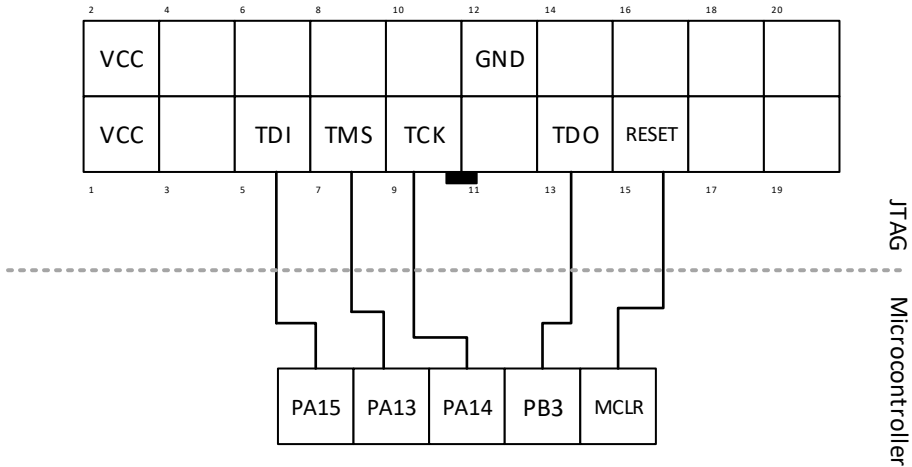 2 4 6 8 10 12 14 16 18 20
VCC GND
VCC TDI TMS TCK TDO RESET
1 3 5 7 9 11 13 15 17 19
JTAG
Microcontroller
PA15 PA13 PA14 PB3 MCLR